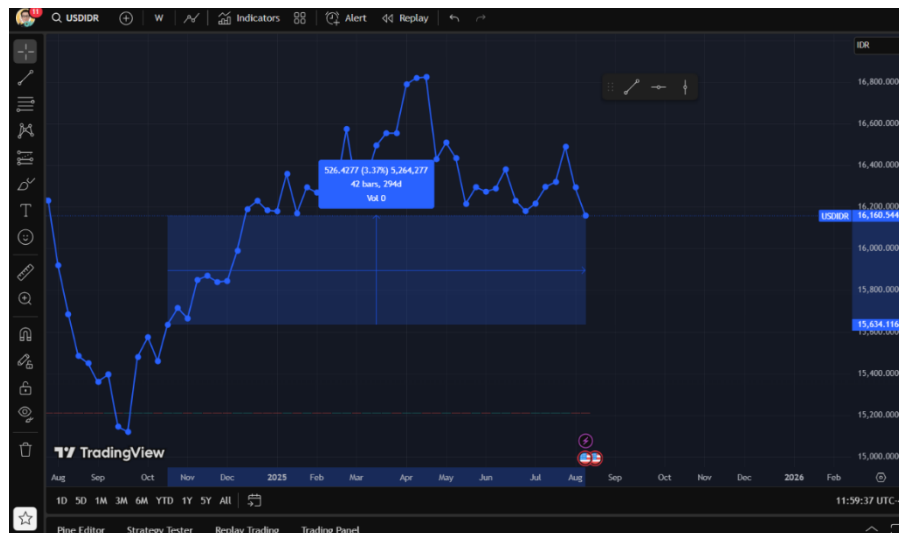 11
USDIDR
W
Indicators
Alert
Replay
IDR
16,800.000
16,600.000
16,400.000
16,200.000
USDIDR 16,160.544
16,000.000
15,800.000
15,634.116
15,600.000
15,400.000
15,200.000
15,000.000
526.4277 (3.37%) 5,264,277
42 bars, 294d
Vol 0
TradingView
Aug Sep Oct Nov Dec 2025 Feb Mar Apr May Jun Jul Aug Sep Oct Nov Dec 2026 Feb
1D 5D 1M 3M 6M YTD 1Y 5Y All
11:59:37 UTC
Pine Editor Strategy Tester Replay Trading Trading Panel